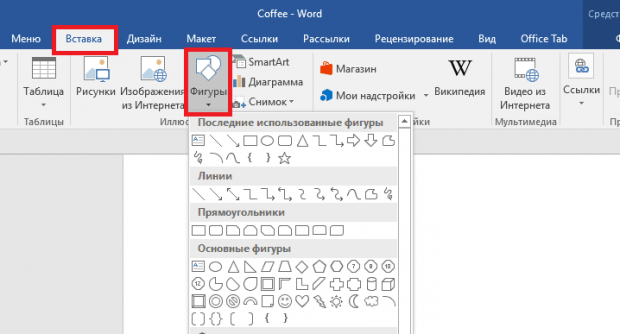 Coffee - Word
Средст
Меню Вставка Дизайн Макет Ссылки Рассылки Рецензирование Вид Office Tab
Таблица
Рисунки
Изображения из Интернета
Фигуры
SmartArt
Диаграмма
Снимок
Магазин
Мои надстройки
Википедия
Видео из Интернета
Ссылки
Таблицы
Иллюс
йки
Мультимедиа
Последние использованные фигуры
Линии
Прямоугольники
Основные фигуры